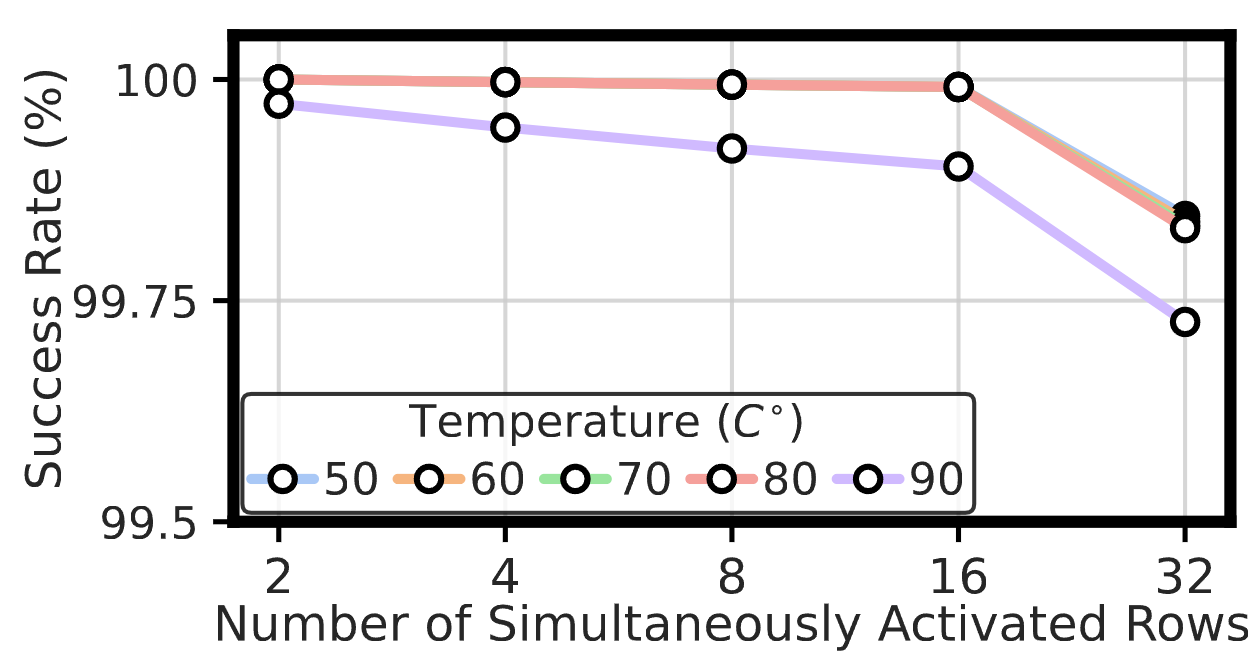 Success Rate (%)
100
99.75
99.5
Temperature (C°)
50 60 70 80 90
2 4 8 16 32
Number of Simultaneously Activated Rows